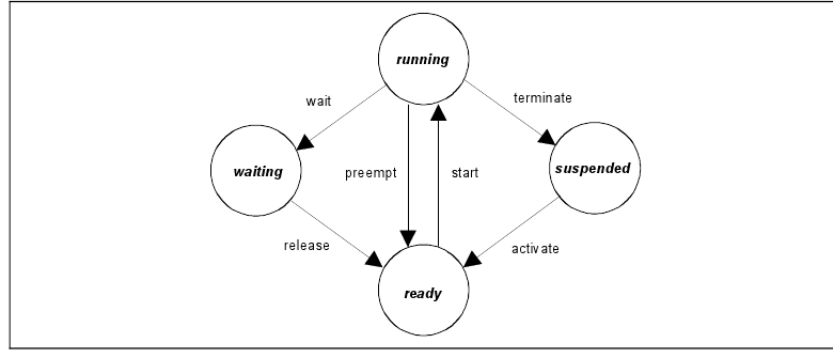 running
wait
terminate
waiting
preempt
start
suspended
release
activate
ready